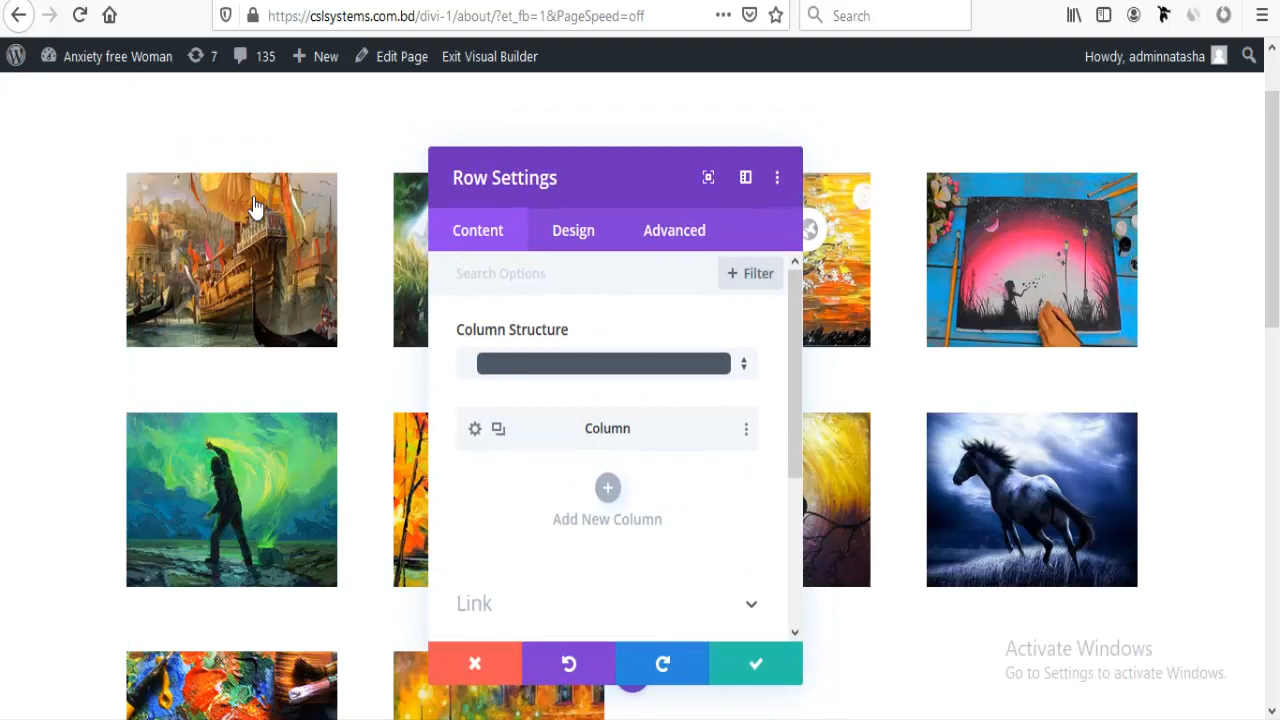 https://cslsystems.com.bd/divi-1/about/?et_fb=1&PageSpeed=off
Search
Anxiety free Woman
7
135
New
Edit Page
Exit Visual Builder
Howdy, adminnatasha
Row Settings
Content
Design
Advanced
Search Options
+ Filter
Column Structure
Column
Add New Column
Link
Activate Windows
Go to Settings to activate Windows.